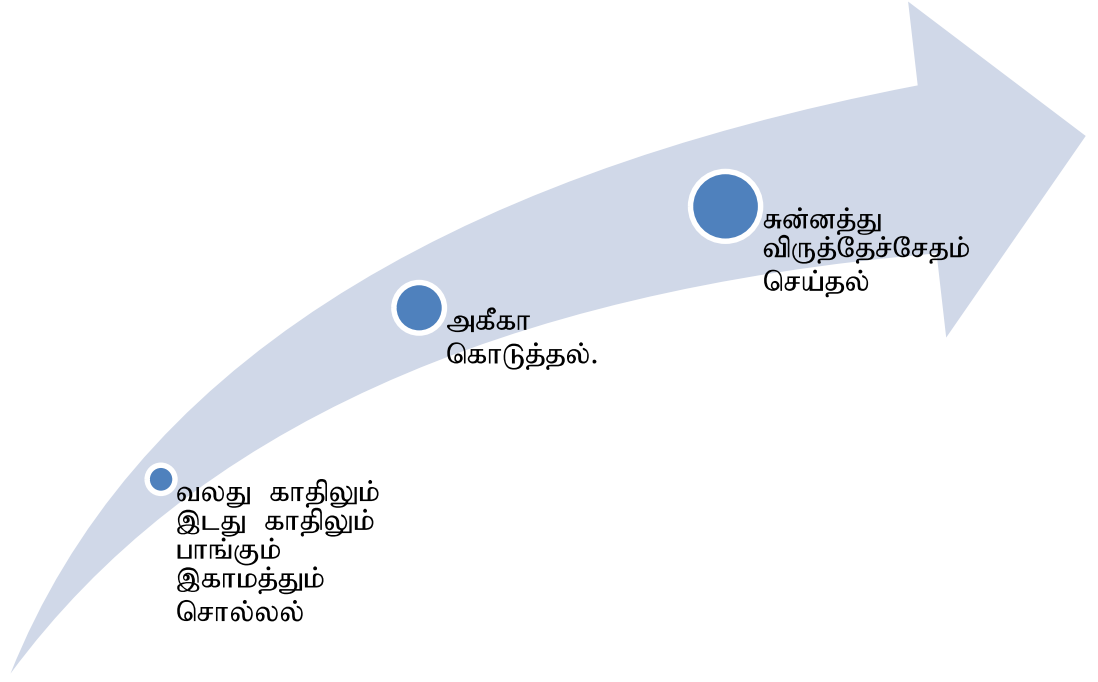 வலது காதிலும்
இடது காதிலும்
பாங்கும்
இகாமத்தும்
சொல்லல்
அகீகா
கொடுத்தல்.
சுன்னத்து
விருத்தேச்சேதம்
செய்தல்